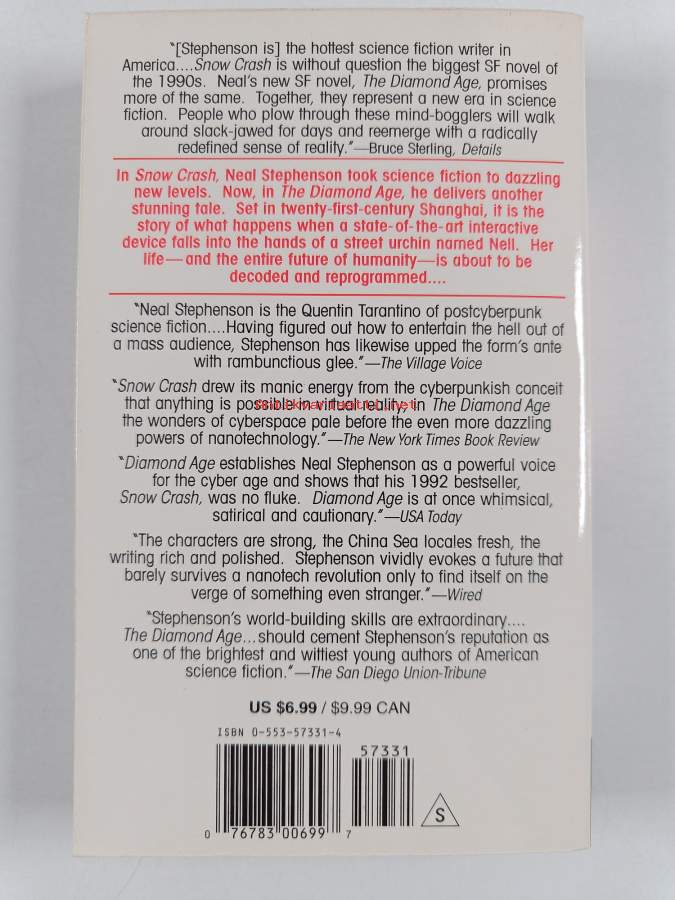 "[Stephenson is] the hottest science fiction writer in
America....Snow Crash is without question the biggest SF novel of
the 1990s. Neal's new SF novel, The Diamond Age, promises
more of the same. Together, they represent a new era in science
fiction. People who plow through these mind-bogglers will walk
around slack-jawed for days and reemerge with a radically
redefined sense of reality."—Bruce Sterling, Details
In Snow Crash, Neal Stephenson took science fiction to dazzling
new levels. Now, in The Diamond Age, he delivers another
stunning tale. Set in twenty-first-century Shanghai, it is the
story of what happens when a state-of-the-art interactive
device falls into the hands of a street urchin named Nell. Her
life—and the entire future of humanity—is about to be
decoded and reprogrammed....
"Neal Stephenson is the Quentin Tarantino of postcyberpunk
science fiction....Having figured out how to entertain the hell out of
a mass audience, Stephenson has likewise upped the form's ante
with rambunctious glee."—The Village Voice
"Snow Crash drew its manic energy from the cyberpunkish conceit
that anything is possible in virtual reality; in The Diamond Age
the wonders of cyberspace pale before the even more dazzling
powers of nanotechnology."—The New York Times Book Review
"Diamond Age establishes Neal Stephenson as a powerful voice
for the cyber age and shows that his 1992 bestseller,
Snow Crash, was no fluke. Diamond Age is at once whimsical,
satirical and cautionary."—USA Today
"The characters are strong, the China Sea locales fresh, the
writing rich and polished. Stephenson vividly evokes a future that
barely survives a nanotech revolution only to find itself on the
verge of something even stranger."—Wired
"Stephenson's world-building skills are extraordinary....
The Diamond Age...should cement Stephenson's reputation as
one of the brightest and wittiest young authors of American
science fiction."—The San Diego Union-Tribune
US $6.99 / $9.99 CAN
ISBN 0-553-57331-4
57331
0 76783 00699 7
S